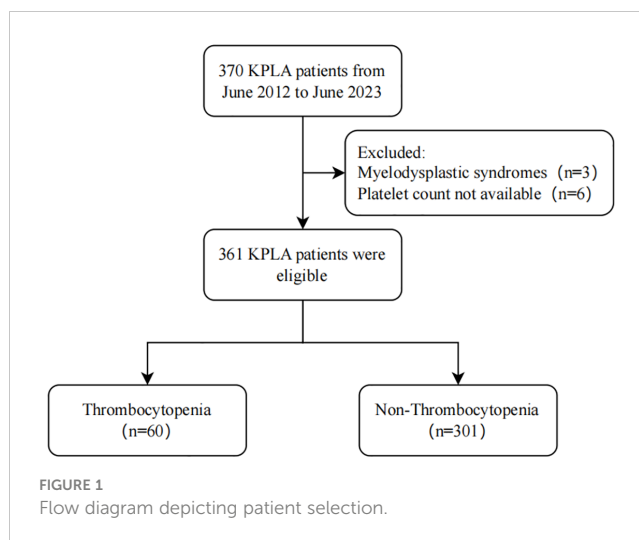 370 KPLA patients from
June 2012 to June 2023
Excluded:
Myelodysplastic syndromes (n=3)
Platelet count not available (n=6)
361 KPLA patients were
eligible
Thrombocytopenia
(n=60)
Non-Thrombocytopenia
(n=301)
FIGURE 1
Flow diagram depicting patient selection.